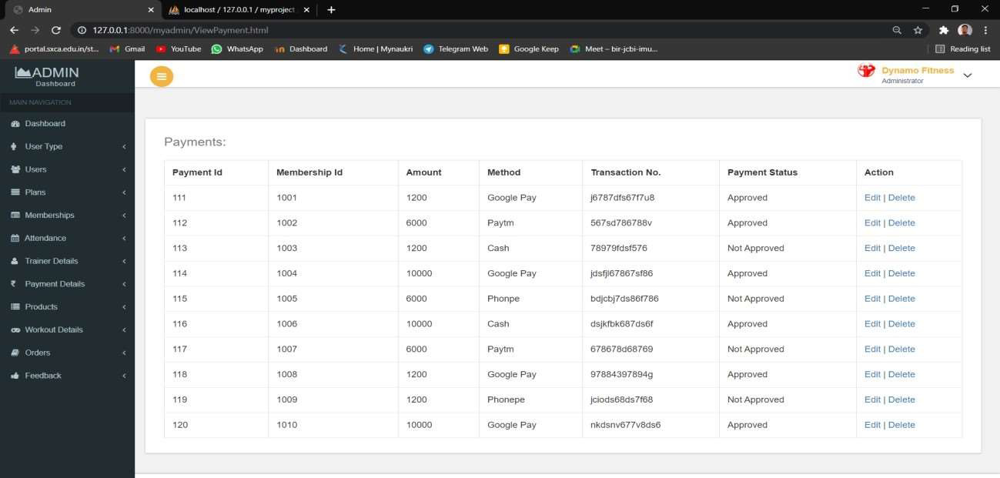 Admin
localhost / 127.0.0.1 / myproject
127.0.0.1:8000/myadmin/ViewPayment.html
portal.sxca.edu.in/st... Gmail YouTube WhatsApp Dashboard Home | Mynaukri Telegram Web Google Keep Meet – bir-jcbi-imu... Reading list
ADMIN
Dashboard
MAIN NAVIGATION
Dashboard
User Type
Users
Plans
Memberships
Attendance
Trainer Details
Payment Details
Products
Workout Details
Orders
Feedback
Dynamo Fitness
Administrator
Payments:
Payment Id Membership Id Amount Method Transaction No. Payment Status Action
111 1001 1200 Google Pay j6787dfs67f7u8 Approved Edit | Delete
112 1002 6000 Paytm 567sd786788v Approved Edit | Delete
113 1003 1200 Cash 78979fdsf576 Not Approved Edit | Delete
114 1004 10000 Google Pay jdsfjl67867sf86 Approved Edit | Delete
115 1005 6000 Phonpe bdjcbj7ds86f786 Not Approved Edit | Delete
116 1006 10000 Cash dsjkfbk687ds6f Approved Edit | Delete
117 1007 6000 Paytm 678678d68769 Not Approved Edit | Delete
118 1008 1200 Google Pay 97884397894g Approved Edit | Delete
119 1009 1200 Phonepe jciods68ds7f68 Not Approved Edit | Delete
120 1010 10000 Google Pay nkdsnv677v8ds6 Approved Edit | Delete